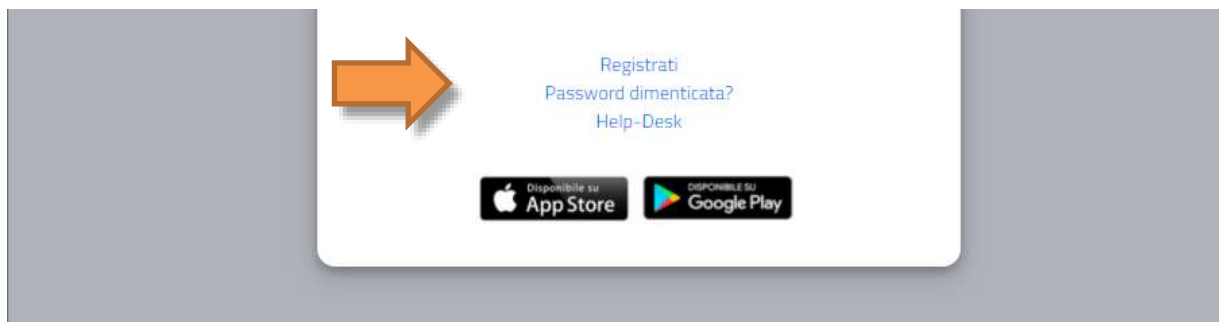 Registrati
Password dimenticata?
Help-Desk
Disponibile su
App Store
DISPONIBILE SU
Google Play